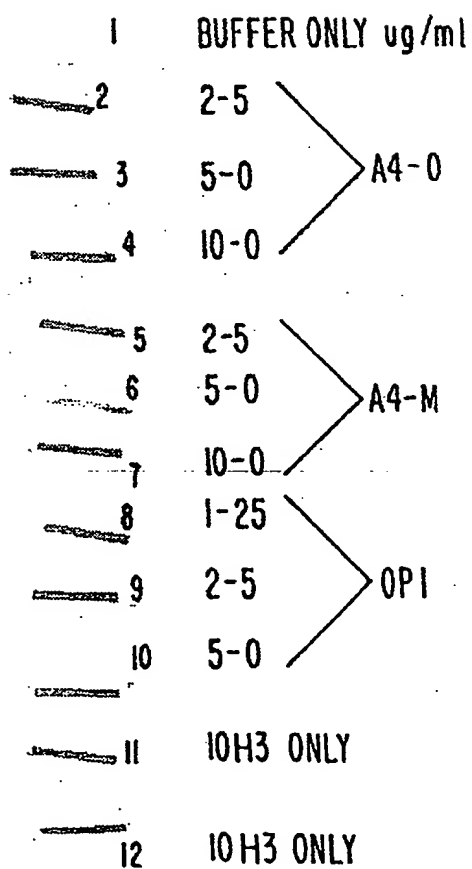 1 BUFFER ONLY ug/ml
2 2-5
3 5-0 A4-0
4 10-0
5 2-5
6 5-0 A4-M
7 10-0
8 1-25
9 2-5 OPI
10 5-0
11 10H3 ONLY
12 10H3 ONLY